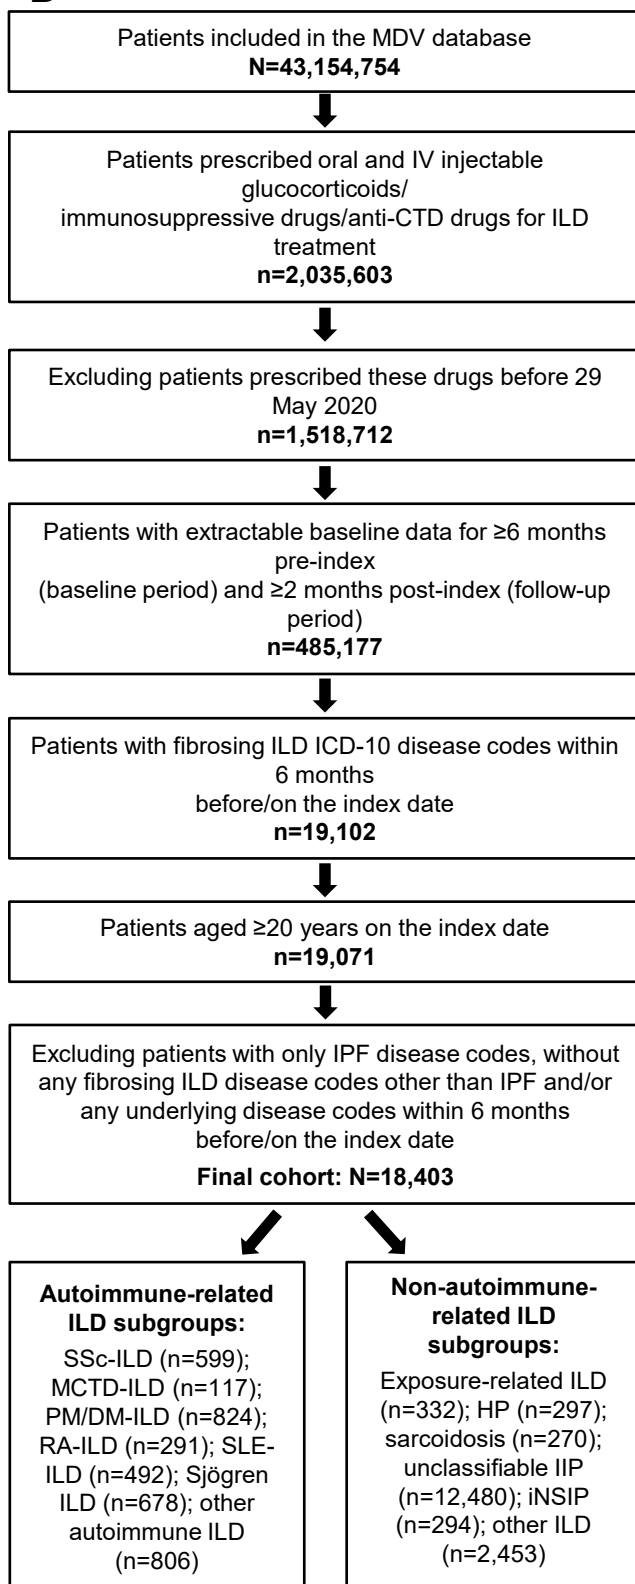 Patients included in the MDV database
N=43,154,754
Patients prescribed oral and IV injectable
glucocorticoids/
immunosuppressive drugs/anti-CTD drugs for ILD
treatment
n=2,035,603
Excluding patients prescribed these drugs before 29
May 2020
n=1,518,712
Patients with extractable baseline data for ≥6 months
pre-index
(baseline period) and ≥2 months post-index (follow-up
period)
n=485,177
Patients with fibrosing ILD ICD-10 disease codes within
6 months
before/on the index date
n=19,102
Patients aged ≥20 years on the index date
n=19,071
Excluding patients with only IPF disease codes, without
any fibrosing ILD disease codes other than IPF and/or
any underlying disease codes within 6 months
before/on the index date
Final cohort: N=18,403
Autoimmune-related
ILD subgroups:
SSc-ILD (n=599);
MCTD-ILD (n=117);
PM/DM-ILD (n=824);
RA-ILD (n=291); SLE-
ILD (n=492); Sjögren
ILD (n=678); other
autoimmune ILD
(n=806)
Non-autoimmune-
related ILD
subgroups:
Exposure-related ILD
(n=332); HP (n=297);
sarcoidosis (n=270);
unclassifiable IIP
(n=12,480); iNSIP
(n=294); other ILD
(n=2,453)